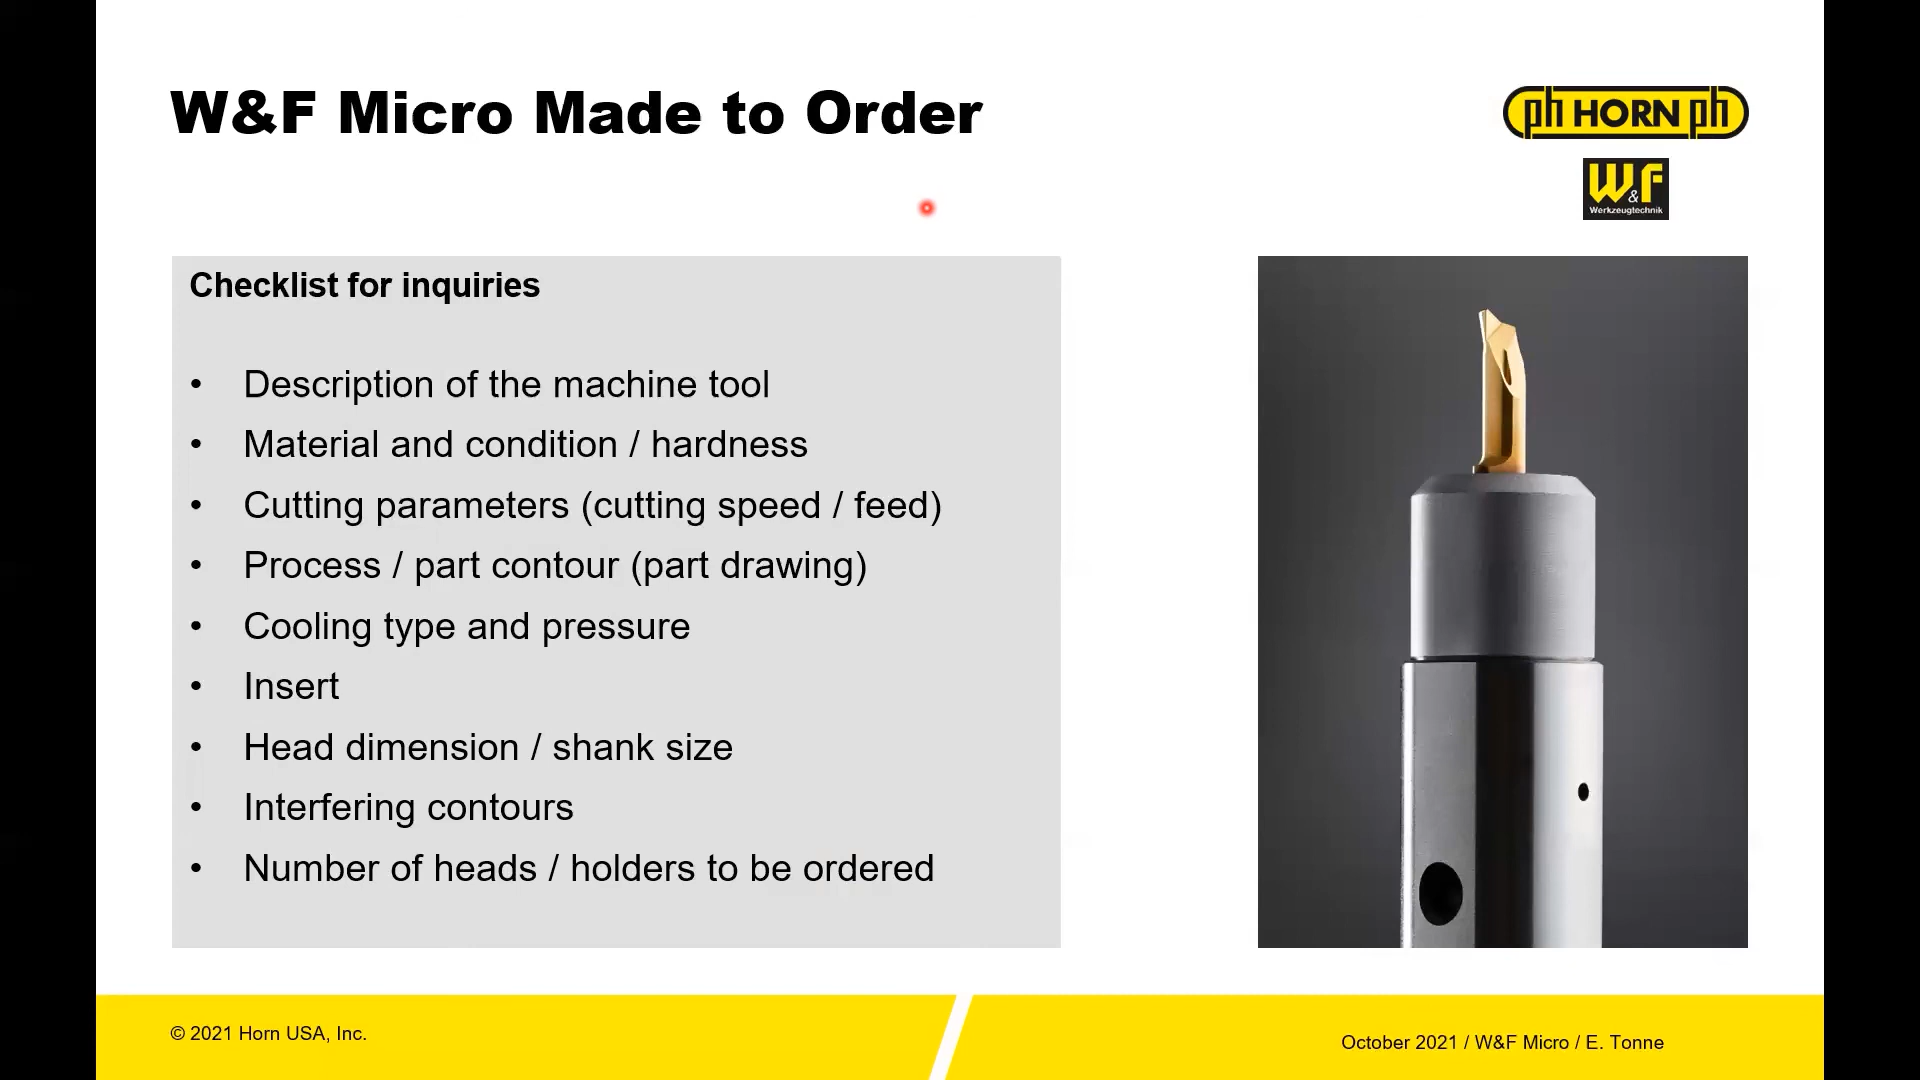 W&F Micro Made to Order
ph HORN ph
W&F
Werkzeugtechnik
Checklist for inquiries
• Description of the machine tool
• Material and condition / hardness
• Cutting parameters (cutting speed / feed)
• Process / part contour (part drawing)
• Cooling type and pressure
• Insert
• Head dimension / shank size
• Interfering contours
• Number of heads / holders to be ordered
© 2021 Horn USA, Inc.
October 2021 / W&F Micro / E. Tonne